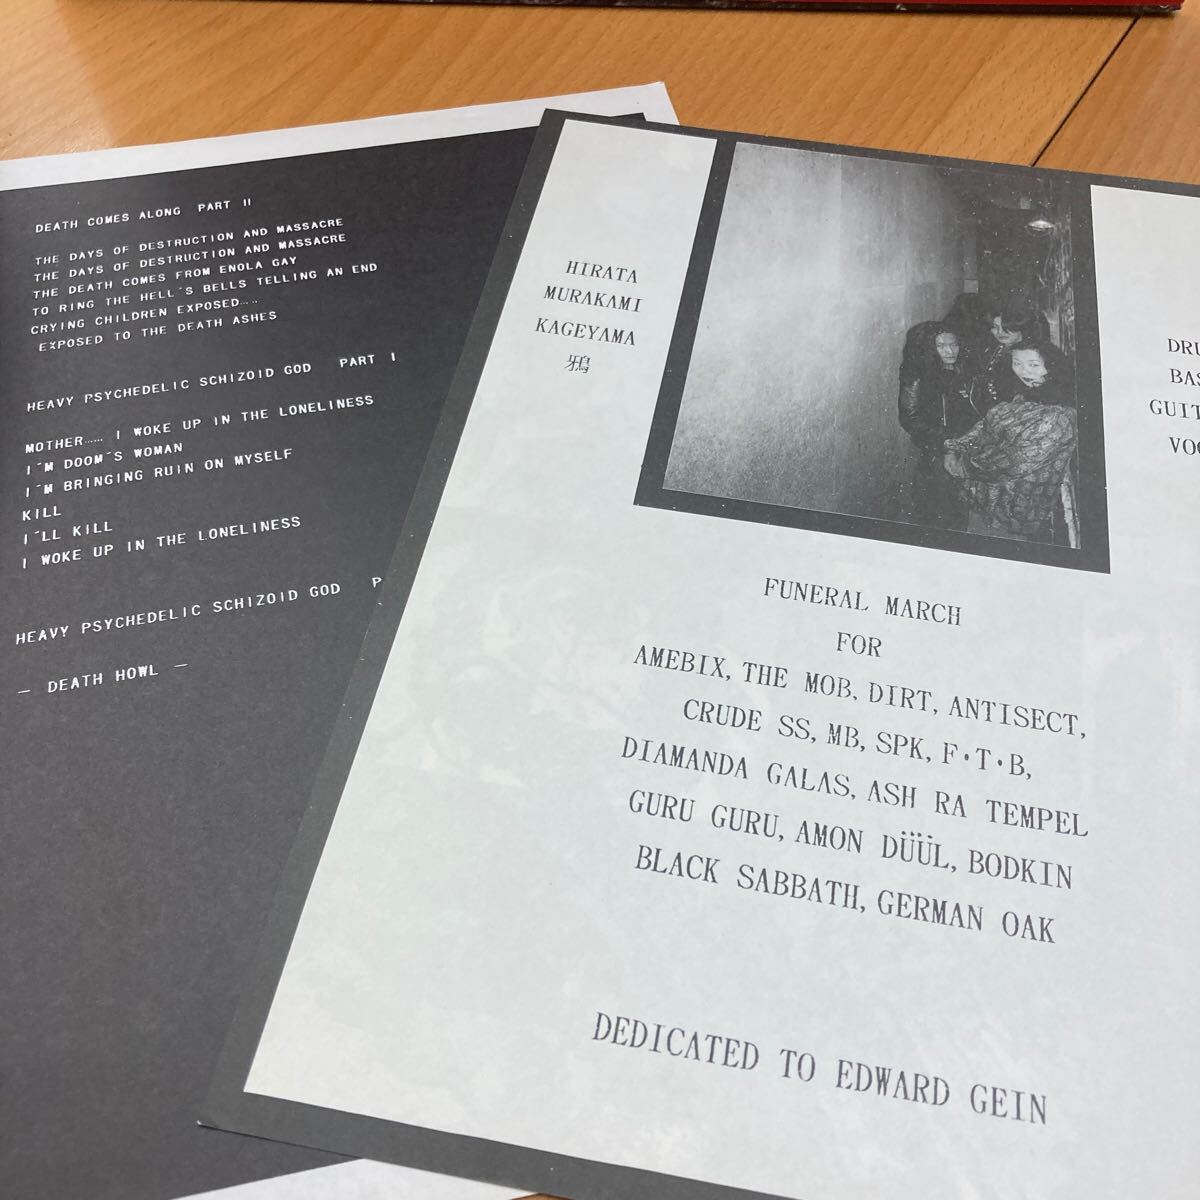 DEATH COMES ALONG PART II
THE DAYS OF DESTRUCTION AND MASSACRE
THE DAYS OF DESTRUCTION AND MASSACRE
THE DEATH COMES FROM ENOLA GAY
TO RING THE HELL´S BELLS TELLING AN END
CRYING CHILDREN EXPOSED.....
EXPOSED TO THE DEATH ASHES
HEAVY PSYCHEDELIC SCHIZOID GOD PART I
MOTHER...... I WOKE UP IN THE LONELINESS
I´M DOOM´S WOMAN
I´M BRINGING RUIN ON MYSELF
KILL
I´LL KILL
I WOKE UP IN THE LONELINESS
HEAVY PSYCHEDELIC SCHIZOID GOD P
— DEATH HOWL —
HIRATA
MURAKAMI
KAGEYAMA
鴉
DRU
BAS
GUIT
VOC
FUNERAL MARCH
FOR
AMEBIX, THE MOB, DIRT, ANTISECT,
CRUDE SS, MB, SPK, F・T・B,
DIAMANDA GALAS, ASH RA TEMPEL
GURU GURU, AMON DÜÜL, BODKIN
BLACK SABBATH, GERMAN OAK
DEDICATED TO EDWARD GEIN